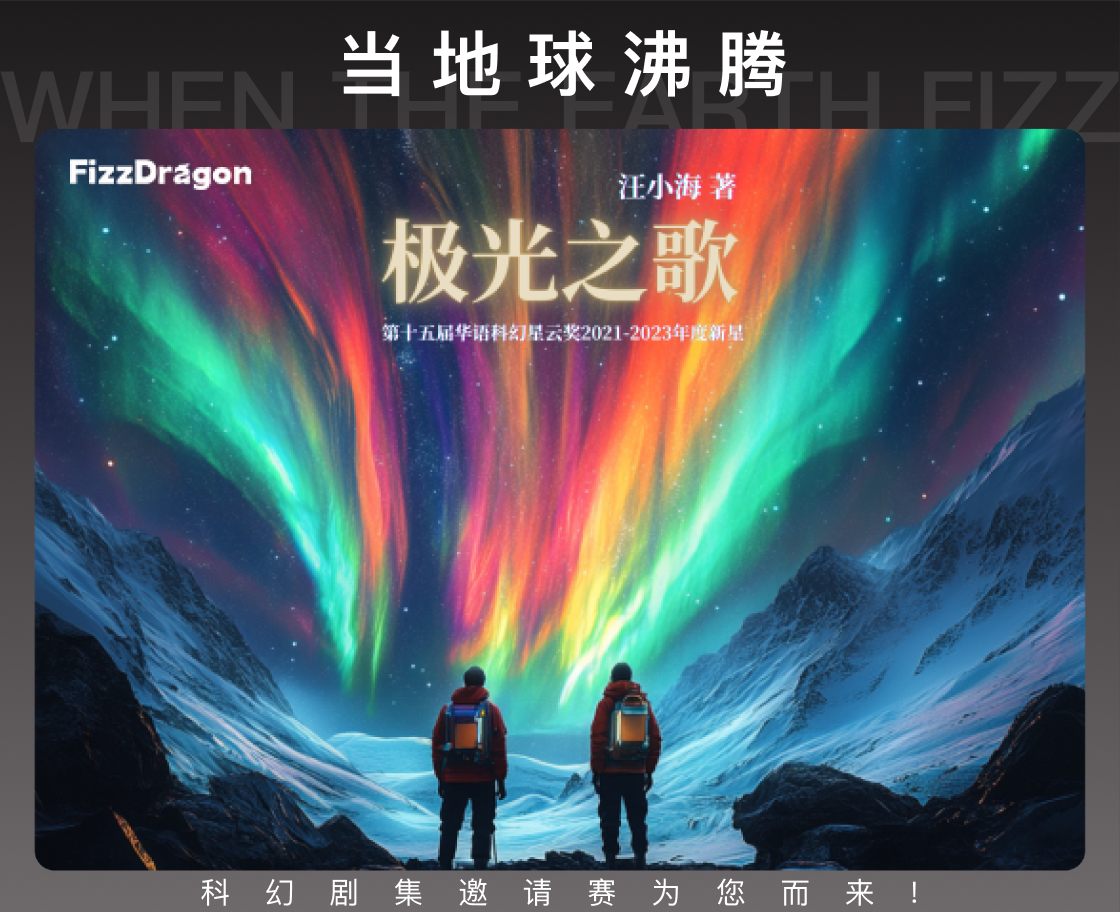 当地球沸腾
WHEN THE EARTH FIZZ
FizzDragon
汪小海 著
极光之歌
第十五届华语科幻星云奖2021-2023年度新星
科幻剧集邀请赛为您而来!